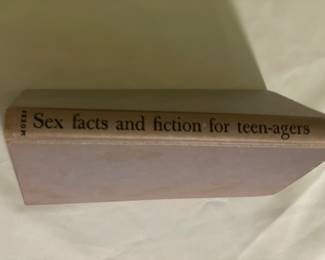 Sex facts and fiction for teen-agers